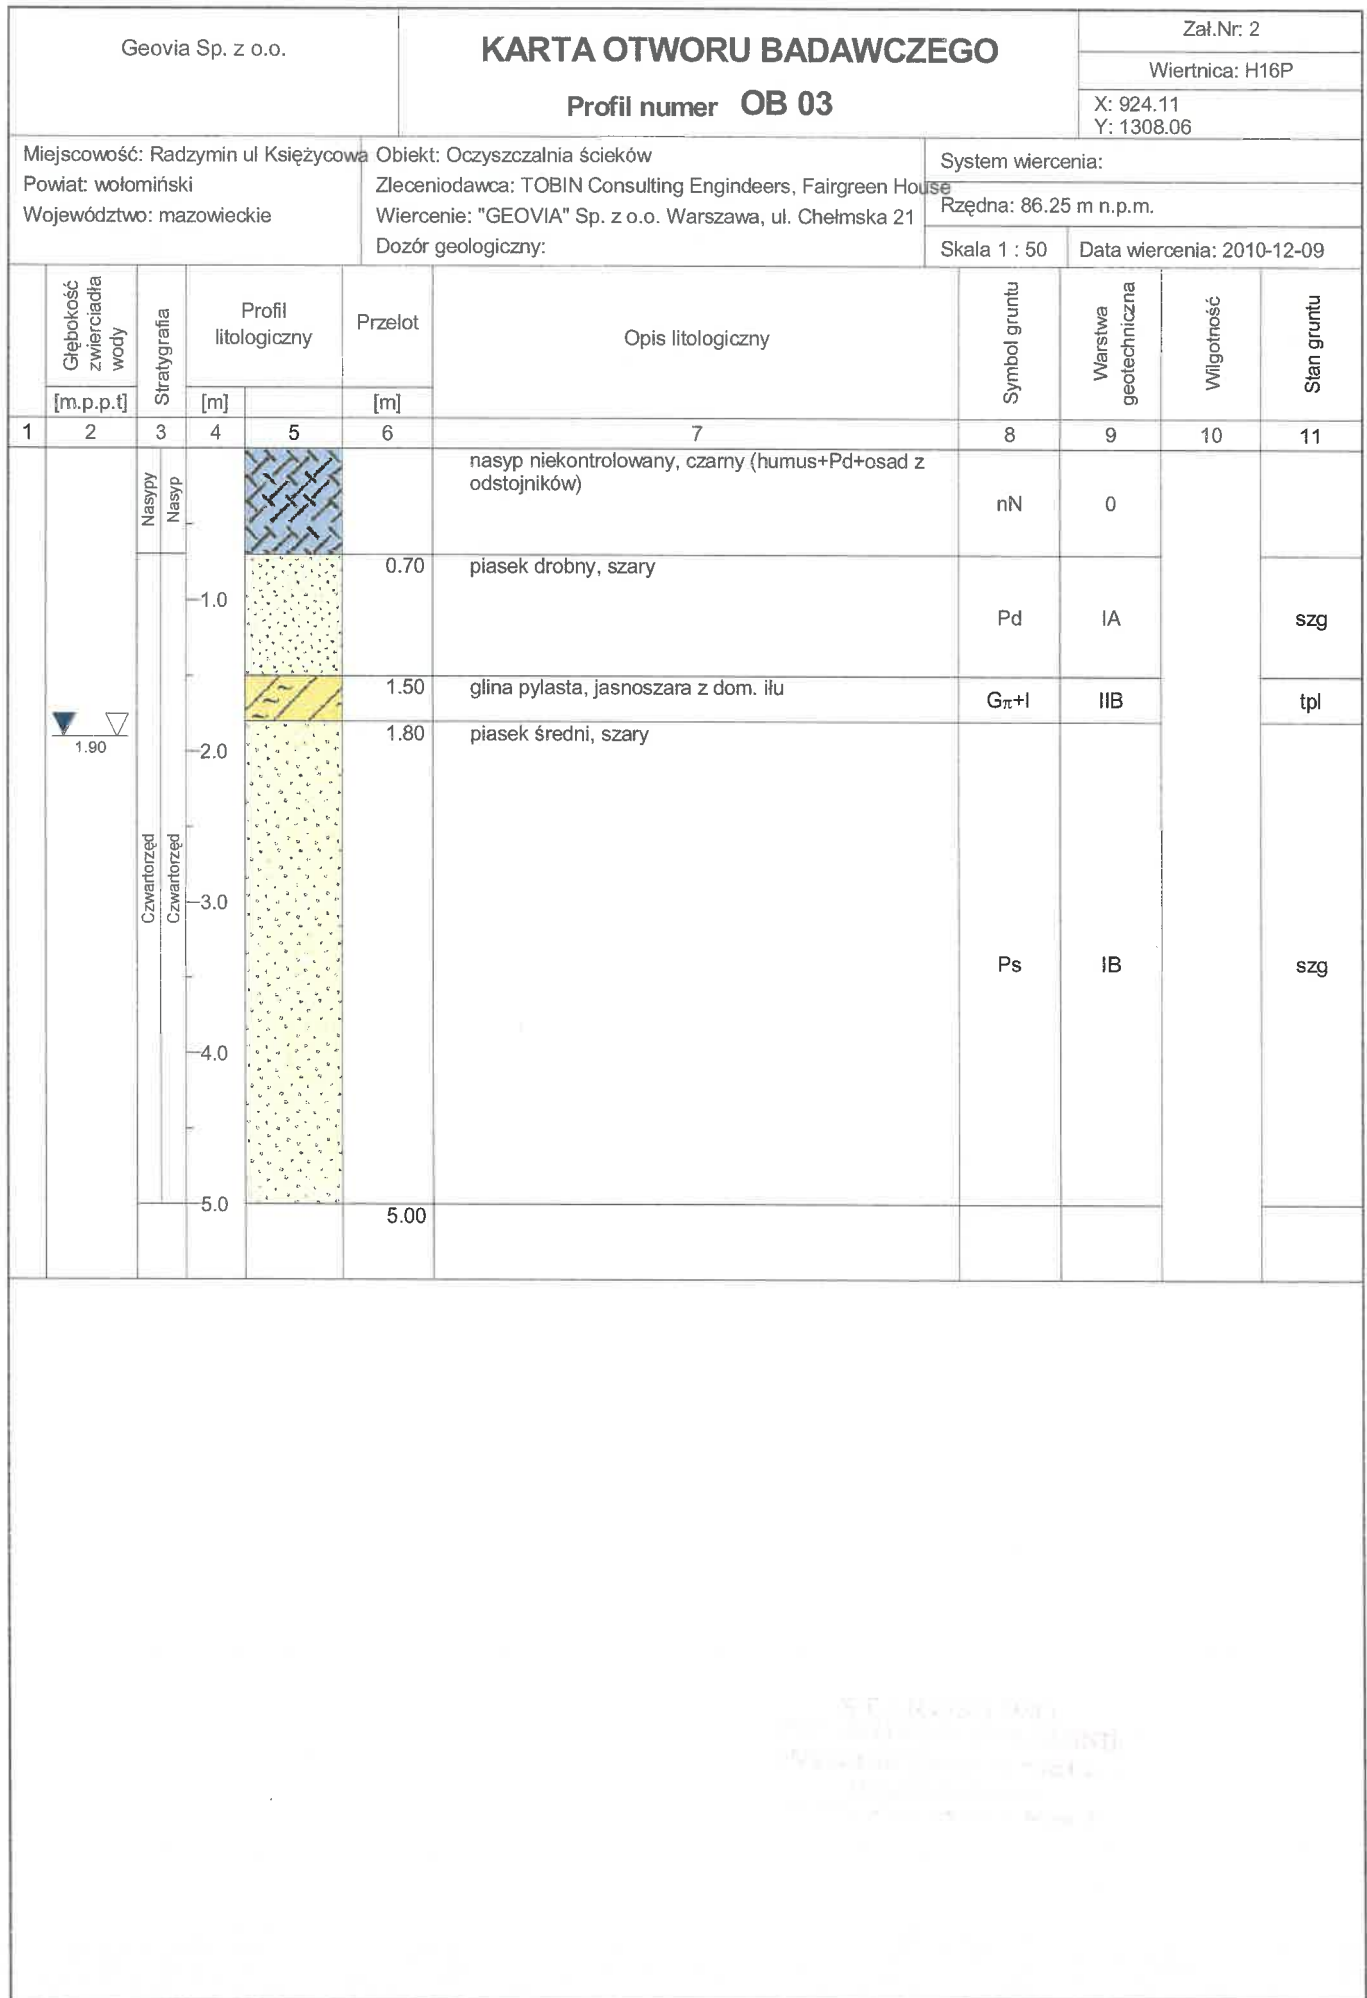 Geovia Sp. z o.o.
KARTA OTWORU BADAWCZEGO
Profil numer OB 03
Zał.Nr: 2
Wiertnica: H16P
X: 924.11
Y: 1308.06
Miejscowość: Radzymin ul Księżycowa
Powiat: wołomiński
Województwo: mazowieckie
Obiekt: Oczyszczalnia ścieków
Zleceniodawca: TOBIN Consulting Engindeers, Fairgreen House
Wiercenie: "GEOVIA" Sp. z o.o. Warszawa, ul. Chełmska 21
Dozór geologiczny:
System wiercenia:
Rzędna: 86.25 m n.p.m.
Skala 1 : 50
Data wiercenia: 2010-12-09
Głębokość
zwierciadła
wody
[m.p.p.t]
Stratygrafia
Profil
litologiczny
[m]
Przelot
[m]
Opis litologiczny
Symbol gruntu
Warstwa
geotechniczna
Wilgotność
Stan gruntu
1 2 3 4 5 6 7 8 9 10 11
Nasypy
Nasyp
nasyp niekontrolowany, czarny (humus+Pd+osad z
odstojników)
nN 0
0.70 piasek drobny, szary
1.0
Pd IA szg
1.50 glina pylasta, jasnoszara z dom. iłu
Gπ+I IIB tpl
1.80 piasek średni, szary
1.90
2.0
Czwartorzęd
Czwartorzęd
3.0
Ps IB szg
4.0
5.0
5.00